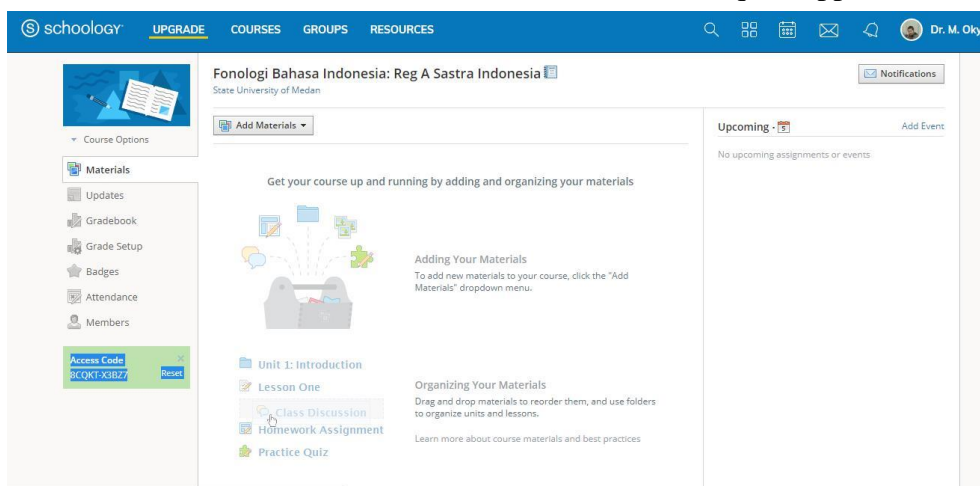 schoology
UPGRADE
COURSES
GROUPS
RESOURCES
Dr. M. Oky
Fonologi Bahasa Indonesia: Reg A Sastra Indonesia
State University of Medan
Notifications
Course Options
Materials
Updates
Gradebook
Grade Setup
Badges
Attendance
Members
Access Code
8CQKT-X3BZ7 Reset
Add Materials
Get your course up and running by adding and organizing your materials
Adding Your Materials
To add new materials to your course, click the "Add
Materials" dropdown menu.
Unit 1: Introduction
Lesson One
Class Discussion
Homework Assignment
Practice Quiz
Organizing Your Materials
Drag and drop materials to reorder them, and use folders
to organize units and lessons.
Learn more about course materials and best practices
Upcoming
5
Add Event
No upcoming assignments or events